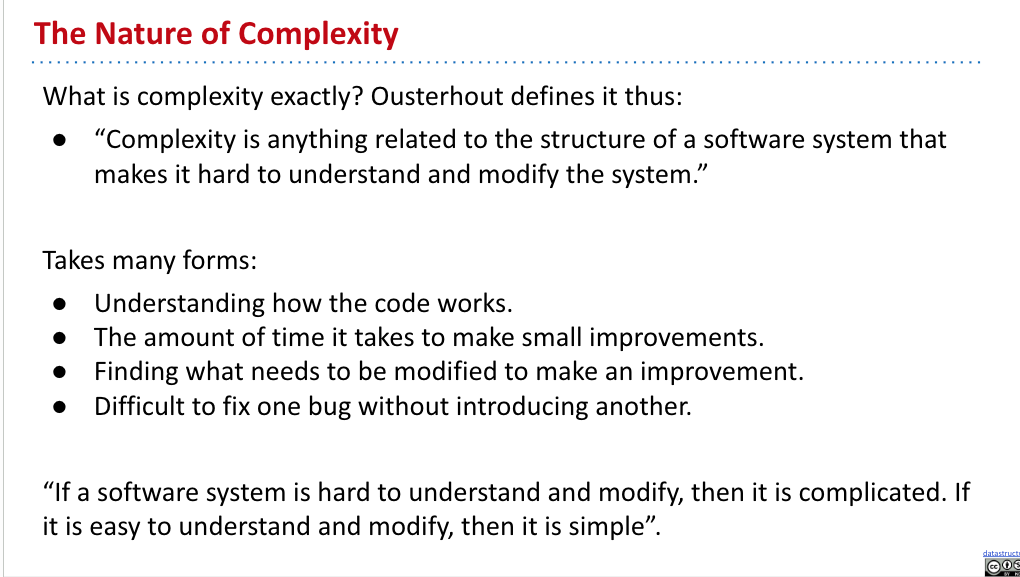 The Nature of Complexity
What is complexity exactly? Ousterhout defines it thus:
● “Complexity is anything related to the structure of a software system that
makes it hard to understand and modify the system.”
Takes many forms:
● Understanding how the code works.
● The amount of time it takes to make small improvements.
● Finding what needs to be modified to make an improvement.
● Difficult to fix one bug without introducing another.
“If a software system is hard to understand and modify, then it is complicated. If
it is easy to understand and modify, then it is simple”.